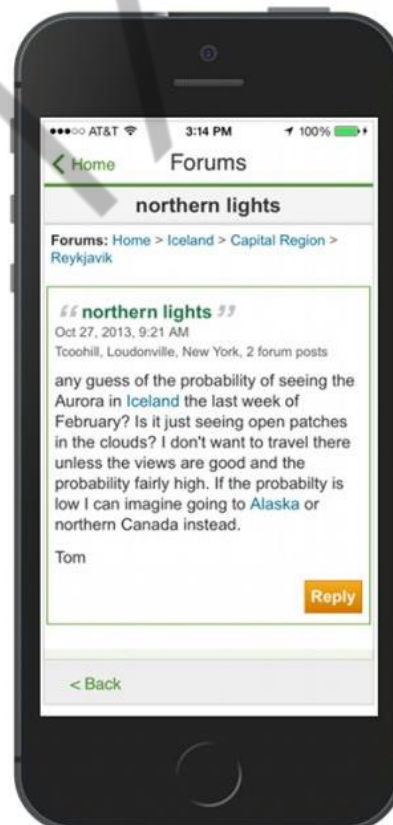 ●●●○○ AT&T 3:14 PM 100%
< Home Forums
northern lights
Forums: Home > Iceland > Capital Region >
Reykjavik
“ northern lights ”
Oct 27, 2013, 9:21 AM
Tcoohill, Loudonville, New York, 2 forum posts
any guess of the probability of seeing the
Aurora in Iceland the last week of
February? Is it just seeing open patches
in the clouds? I don't want to travel there
unless the views are good and the
probability fairly high. If the probabilty is
low I can imagine going to Alaska or
northern Canada instead.
Tom
Reply
< Back